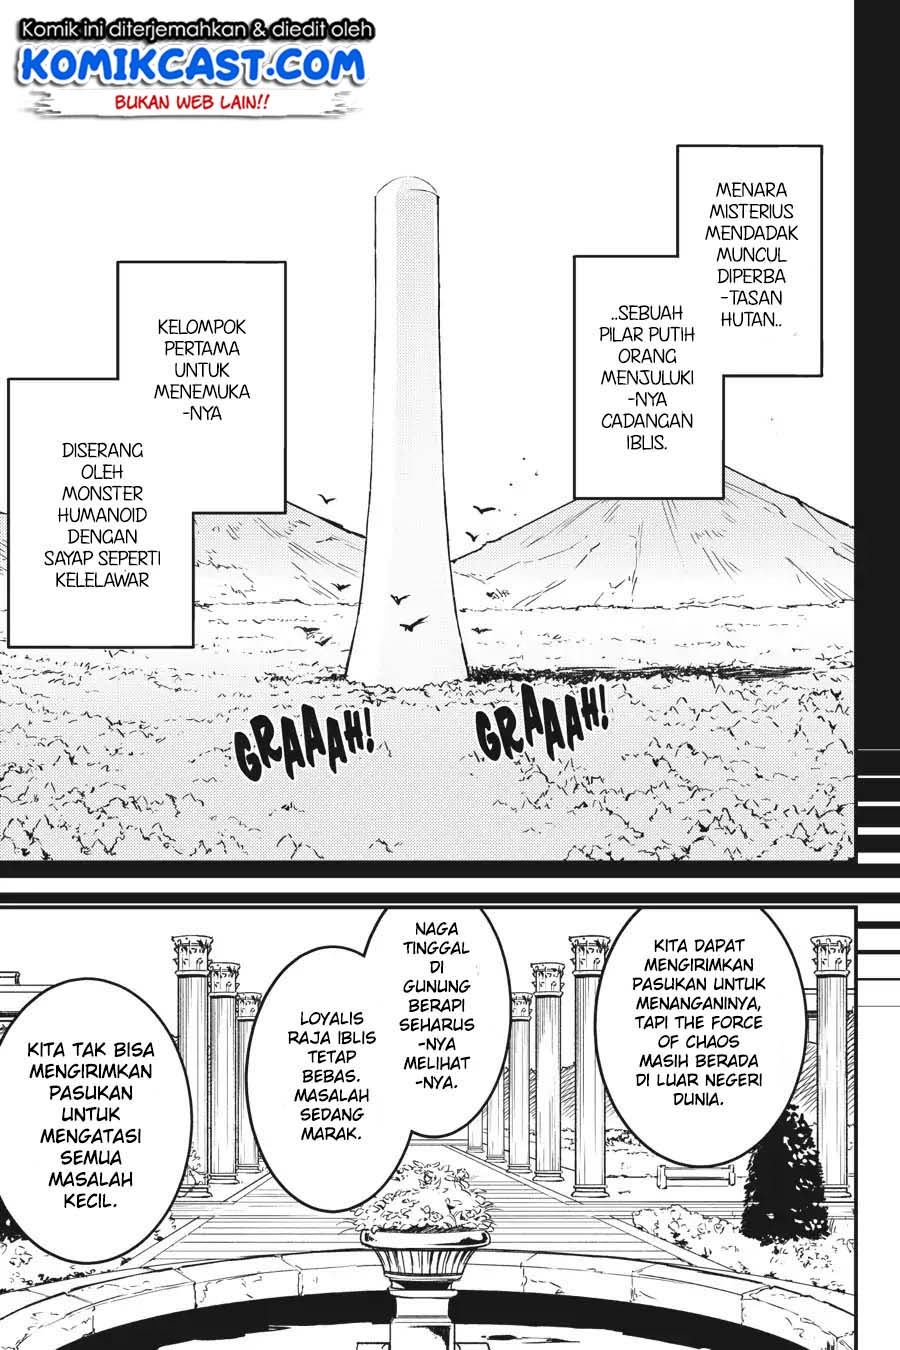 Komik ini diterjemahkan & diedit oleh
KOMIKCAST.COM
BUKAN WEB LAIN!!
MENARA
MISTERIUS
MENDADAK
MUNCUL
DIPERBA
-TASAN
HUTAN..
..SEBUAH
PILAR PUTIH
ORANG
MENJULUKI
-NYA
CADANGAN
IBLIS.
KELOMPOK
PERTAMA
UNTUK
MENEMUKA
-NYA
DISERANG
OLEH
MONSTER
HUMANOID
DENGAN
SAYAP SEPERTI
KELELAWAR
GRAAAH!
GRAAAH!
KITA DAPAT
MENGIRIMKAN
PASUKAN UNTUK
MENANGANINYA,
TAPI THE FORCE
OF CHAOS
MASIH BERADA
DI LUAR NEGERI
DUNIA.
NAGA
TINGGAL
DI
GUNUNG
BERAPI
SEHARUS
-NYA
MELIHAT
-NYA.
LOYALIS
RAJA IBLIS
TETAP
BEBAS.
MASALAH
SEDANG
MARAK.
KITA TAK BISA
MENGIRIMKAN
PASUKAN
UNTUK
MENGATASI
SEMUA
MASALAH
KECIL.